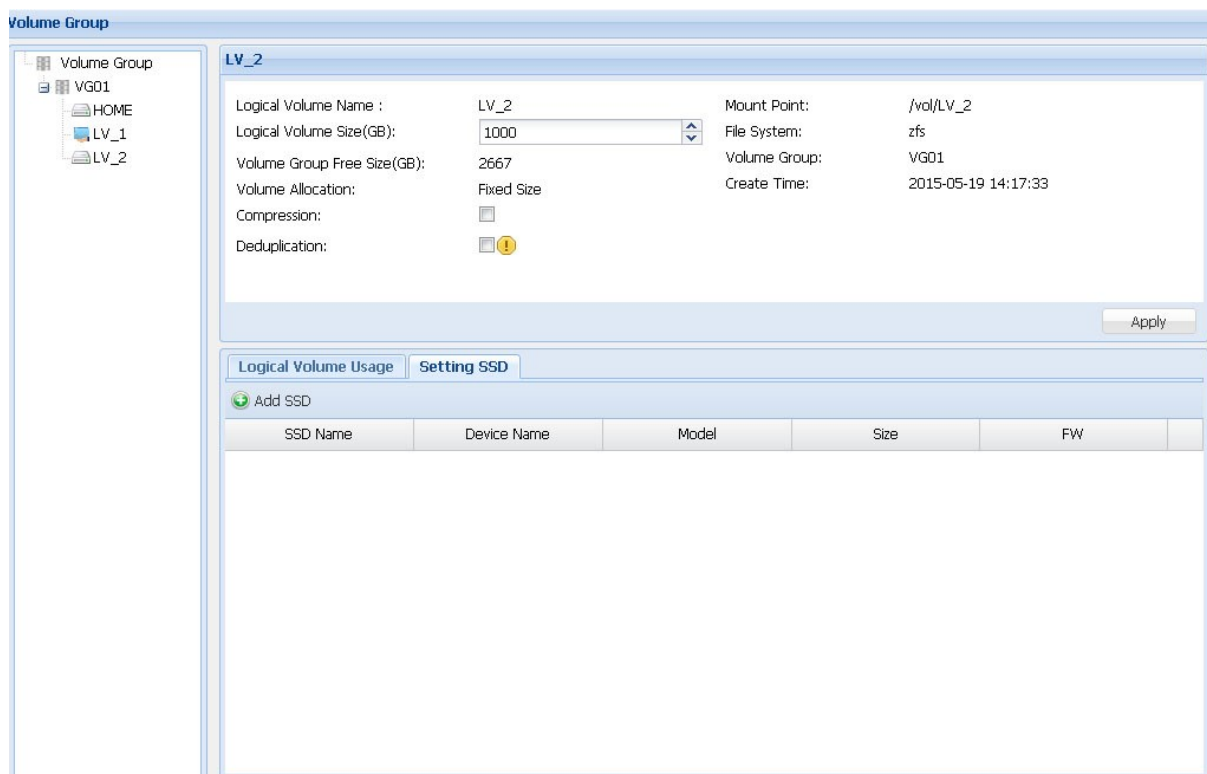 Volume Group
Volume Group
VG01
HOME
LV_1
LV_2
LV_2
Logical Volume Name : LV_2 Mount Point: /vol/LV_2
Logical Volume Size(GB): 1000 File System: zfs
Volume Group Free Size(GB): 2667 Volume Group: VG01
Volume Allocation: Fixed Size Create Time: 2015-05-19 14:17:33
Compression:
Deduplication:
Apply
Logical Volume Usage Setting SSD
Add SSD
SSD Name Device Name Model Size FW